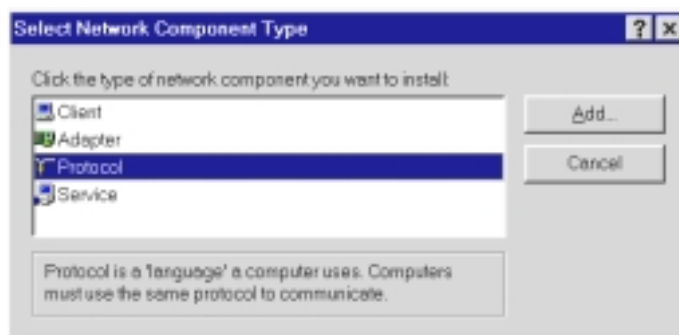 Select Network Component Type
Click the type of network component you want to install:
Client
Adapter
Protocol
Service
Add...
Cancel
Protocol is a 'language' a computer uses. Computers
must use the same protocol to communicate.